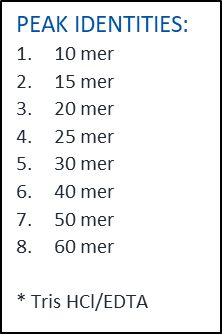 PEAK IDENTITIES:
1. 10 mer
2. 15 mer
3. 20 mer
4. 25 mer
5. 30 mer
6. 40 mer
7. 50 mer
8. 60 mer
* Tris HCl/EDTA